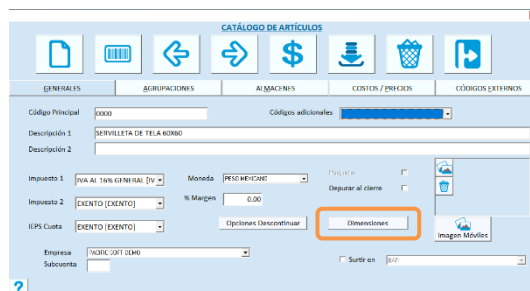 CATÁLOGO DE ARTÍCULOS
$
GENERALES AGRUPACIONES ALMACENES COSTOS / PRECIOS CÓDIGOS EXTERNOS
Código Principal 0000 Códigos adicionales
Descripción 1 SERVILLETA DE TELA 60X60
Descripción 2
Impuesto 1 IVA AL 16% GENERAL [IV Moneda PESO MEXICANO Paquete
Impuesto 2 EXENTO [EXENTO] % Margen 0.00 Depurar al cierre
IEPS Cuota EXENTO [EXENTO] Opciones Descontinuar Dimensiones Imagen Móviles
Empresa PACIFIC SOFT DEMO Surtir en
Subcuenta
?